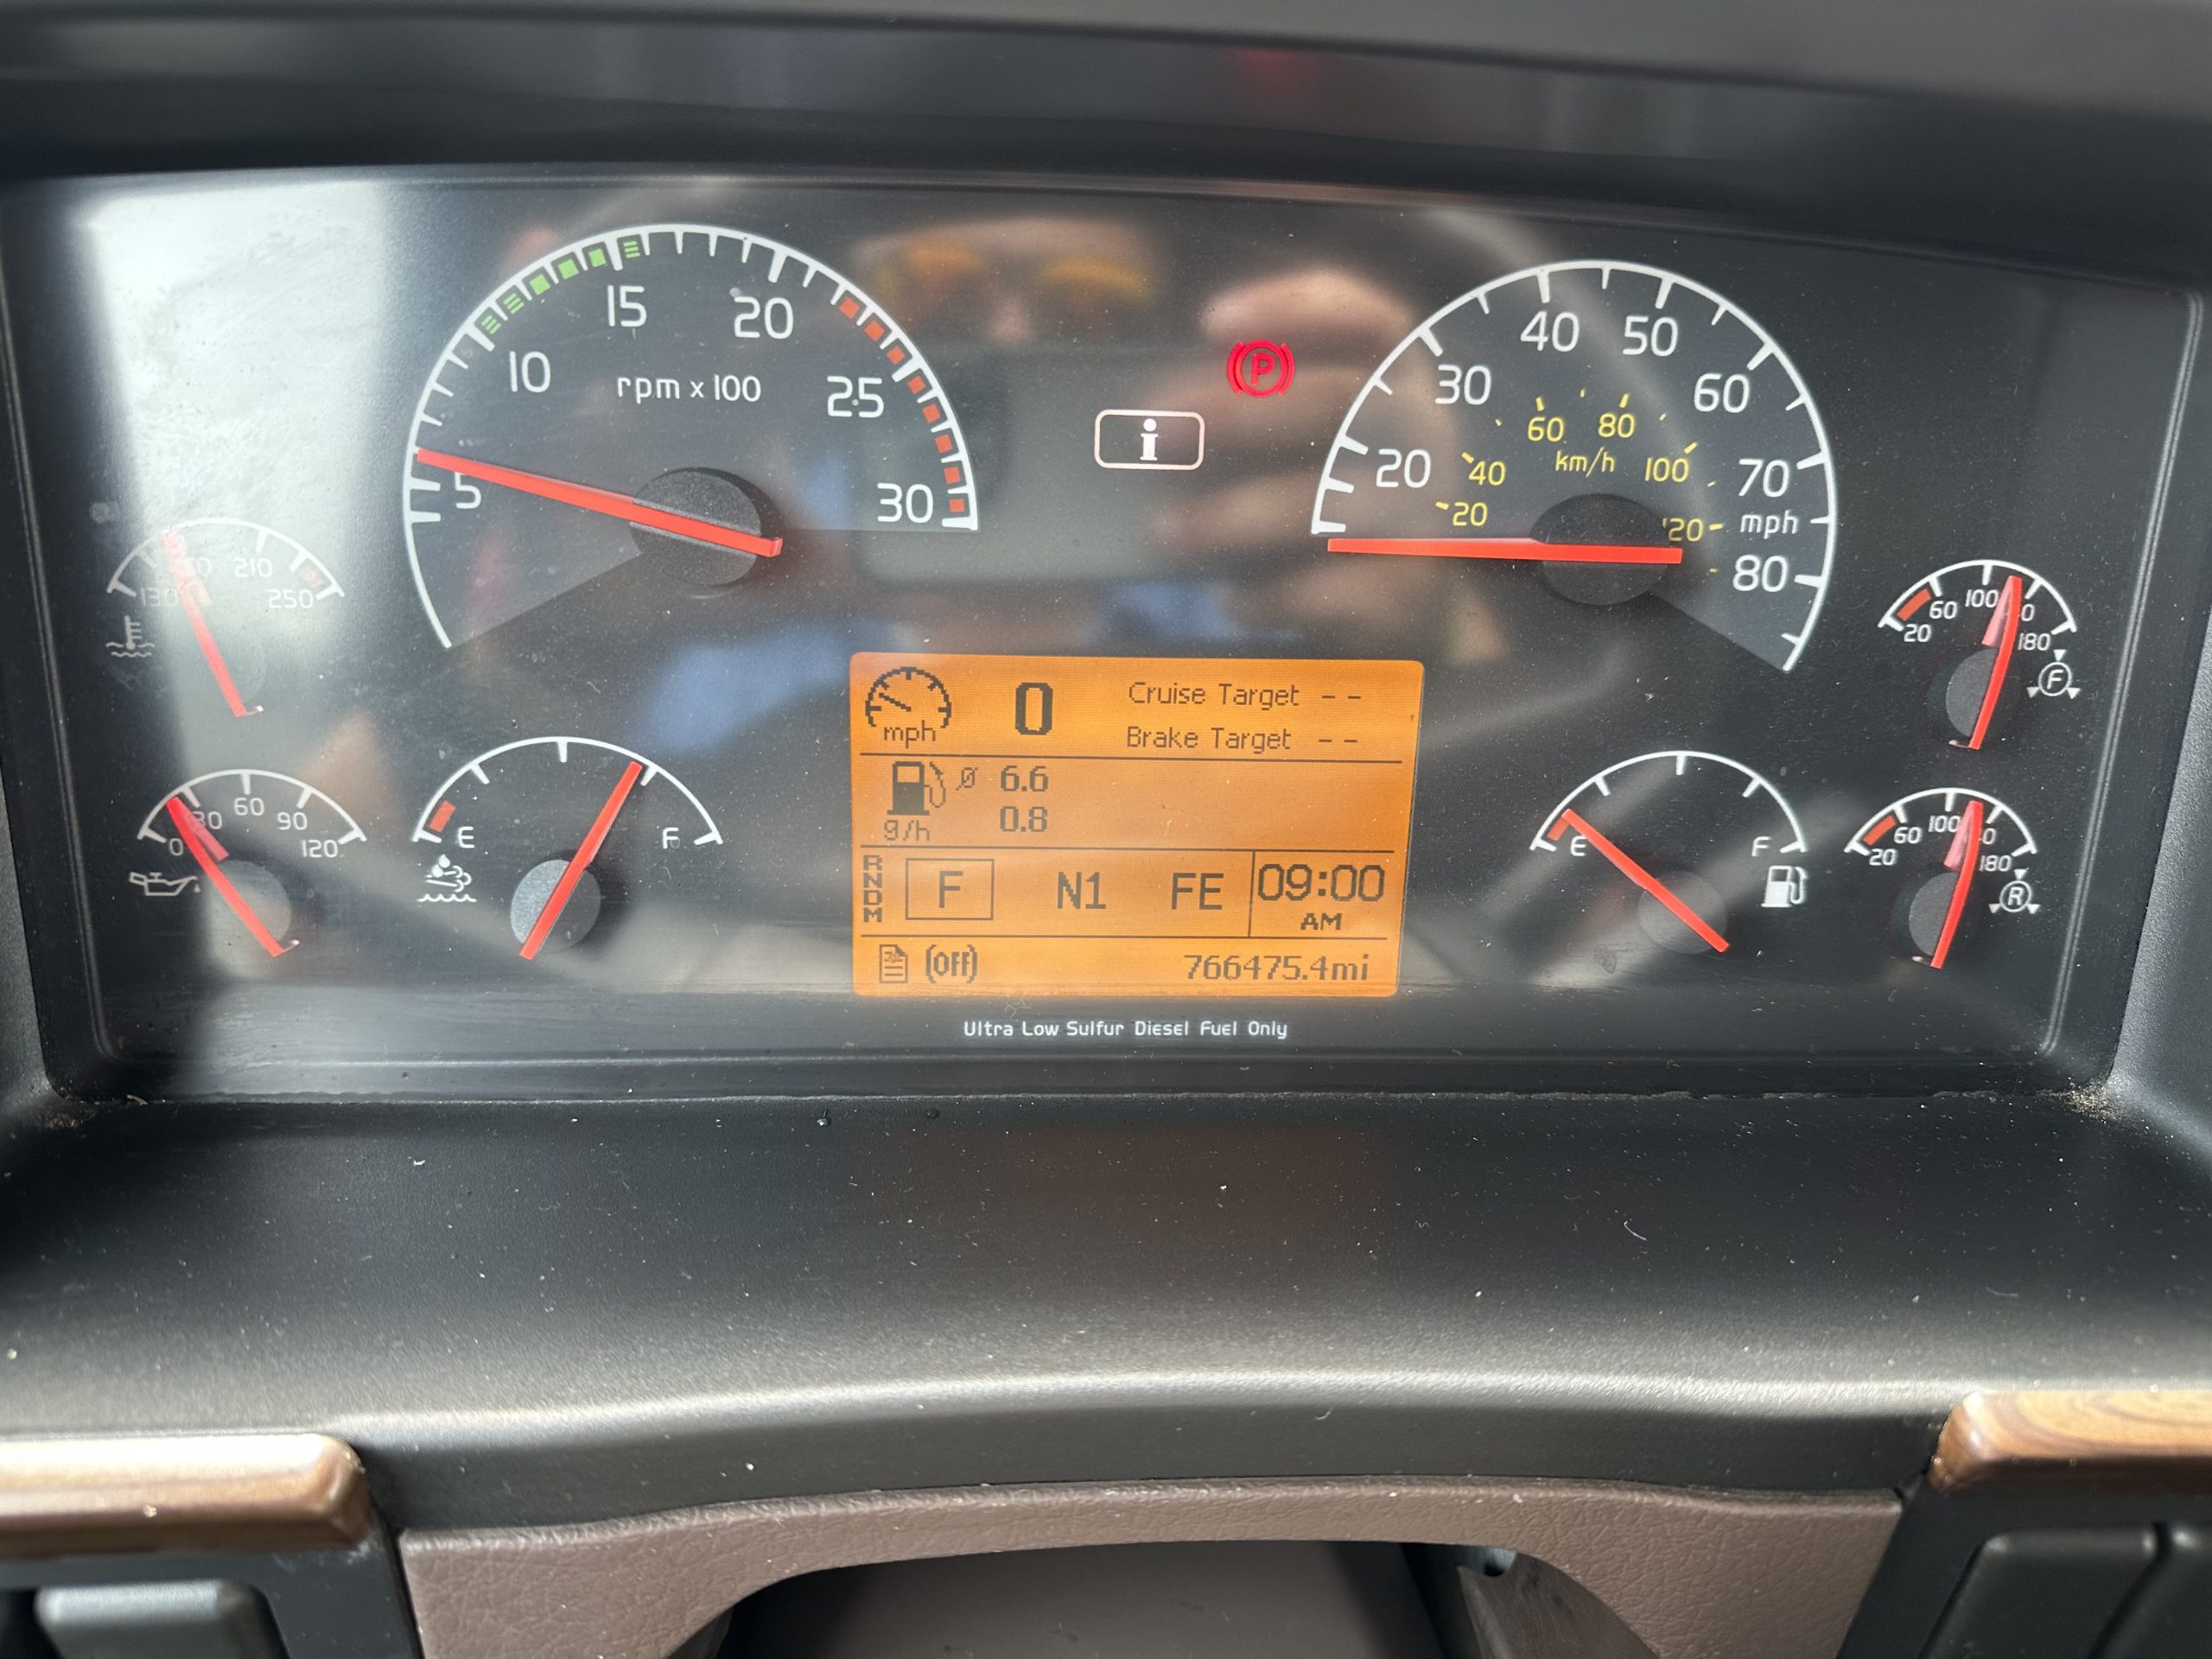 10 15 20 25 30
5
rpm x 100
P
i
20 30 40 50 60 70 80
mph
20 40 60 80 100
km/h
130 210 250
0 60 90 120
E F
mph 0 Cruise Target --
Brake Target --
ø 6.6
g/h 0.8
RNDM F N1 FE 09:00
AM
(Off) 766475.4mi
E F
20 60 100 180
F
20 60 100 180
R
Ultra Low Sulfur Diesel Fuel Only